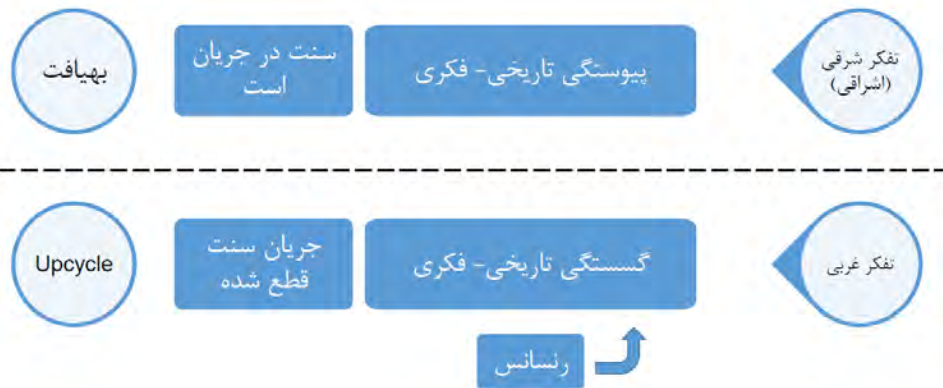 تفکر شرقی
(اشراقی)
پیوستگی تاریخی- فکری
سنت در جریان
است
بهیافت
تفکر غربی
گسستگی تاریخی- فکری
جریان سنت
قطع شده
Upcycle
رنسانس